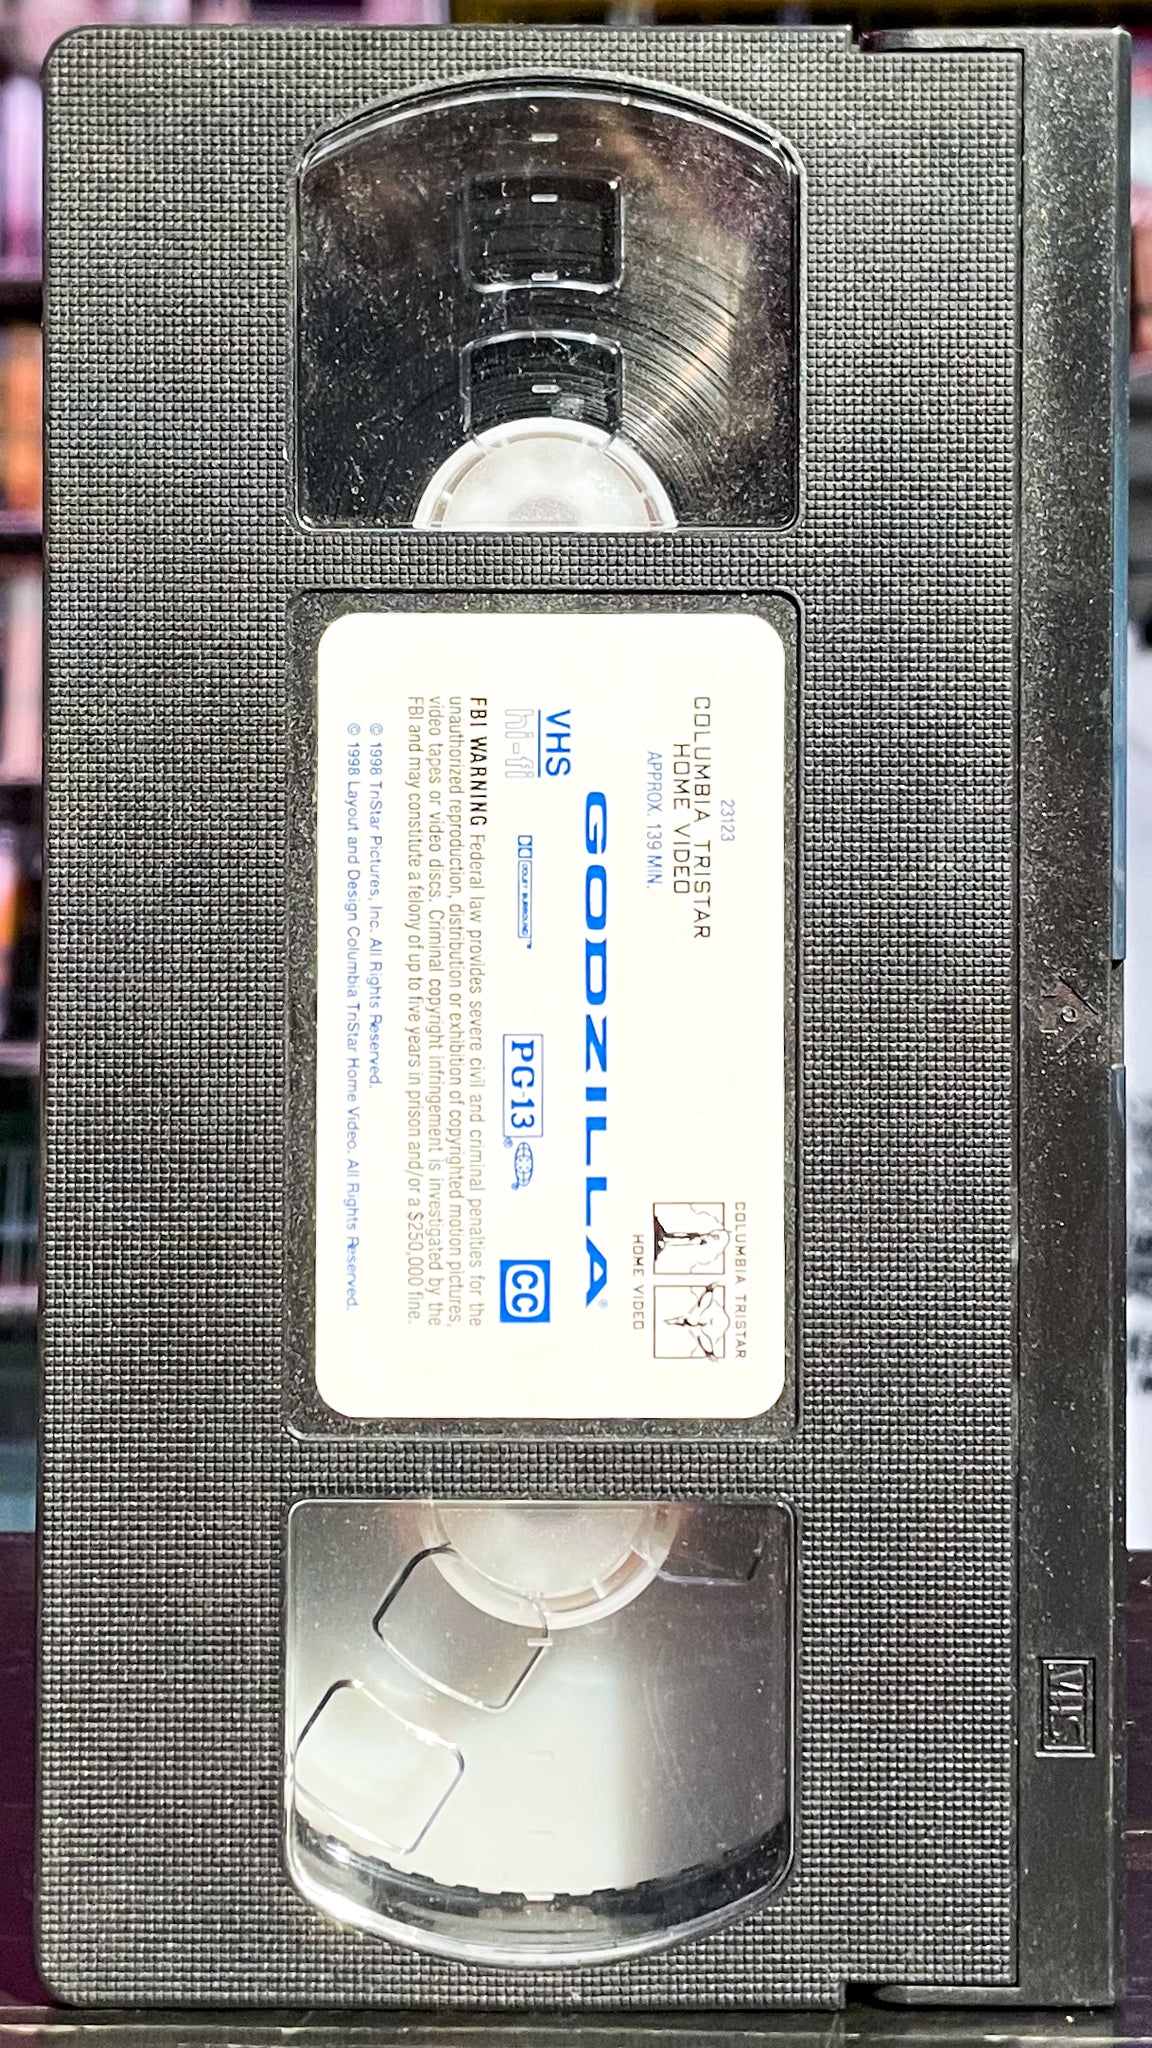 23123
COLUMBIA TRISTAR
HOME VIDEO
APPROX. 139 MIN.
COLUMBIA TRISTAR
HOME VIDEO
GODZILLA®
VHS
hi-fi
DOLBY SURROUND™
PG-13®
®
CC
FBI WARNING Federal law provides severe civil and criminal penalties for the
unauthorized reproduction, distribution or exhibition of copyrighted motion pictures,
video tapes or video discs. Criminal copyright infringement is investigated by the
FBI and may constitute a felony of up to five years in prison and/or a $250,000 fine.
© 1998 TriStar Pictures, Inc. All Rights Reserved.
© 1998 Layout and Design Columbia TriStar Home Video. All Rights Reserved.
VHS